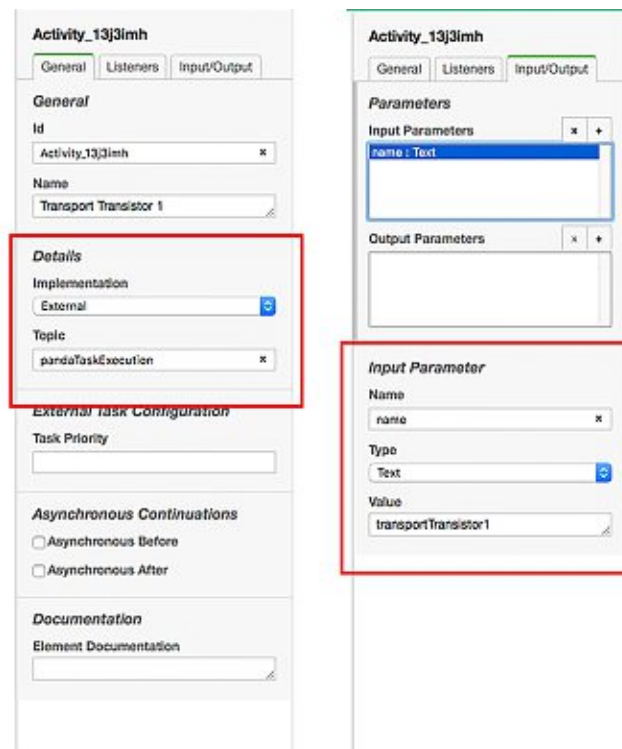 Activity_13j3imh
General
Listeners
Input/Output
General
Id
Activity_13j3imh
Name
Transport Transistor 1
Details
Implementation
External
Topic
pandaTaskExecution
External Task Configuration
Task Priority
Asynchronous Continuations
Asynchronous Before
Asynchronous After
Documentation
Element Documentation
Activity_13j3imh
General
Listeners
Input/Output
Parameters
Input Parameters
x +
name : Text
Output Parameters
x +
Input Parameter
Name
name
Type
Text
Value
transportTransistor1